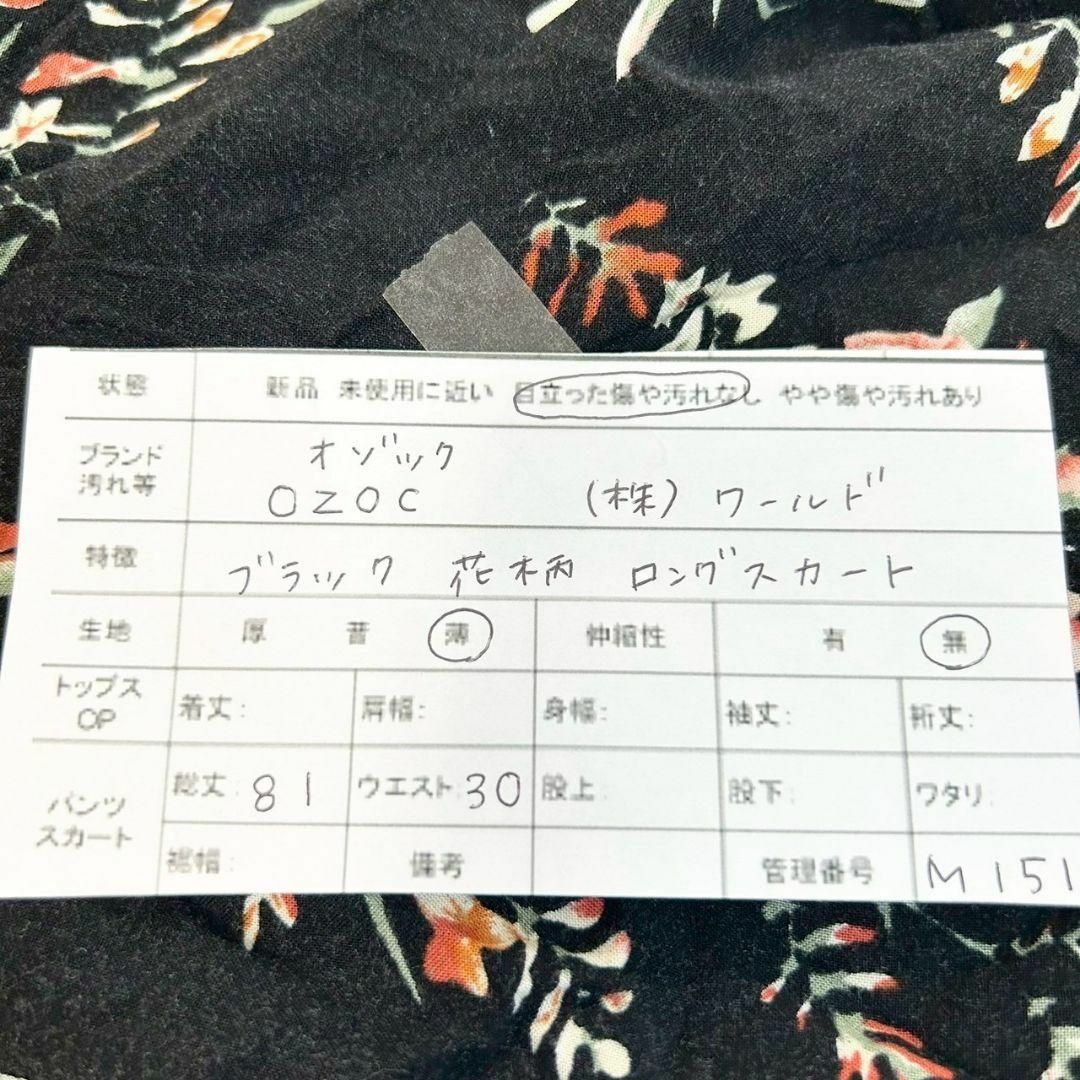 状態 新品 未使用に近い 目立った傷や汚れなし やや傷や汚れあり
ブランド
汚れ等
オゾック
OZOC (株)ワールド
特徴 ブラック 花柄 ロングスカート
生地 厚 普 薄 伸縮性 有 無
トップス
OP
着丈: 肩幅: 身幅: 袖丈: 裄丈:
パンツ
スカート
総丈: 81 ウエスト: 30 股上: 股下: ワタリ:
裾幅: 備考 管理番号 M151